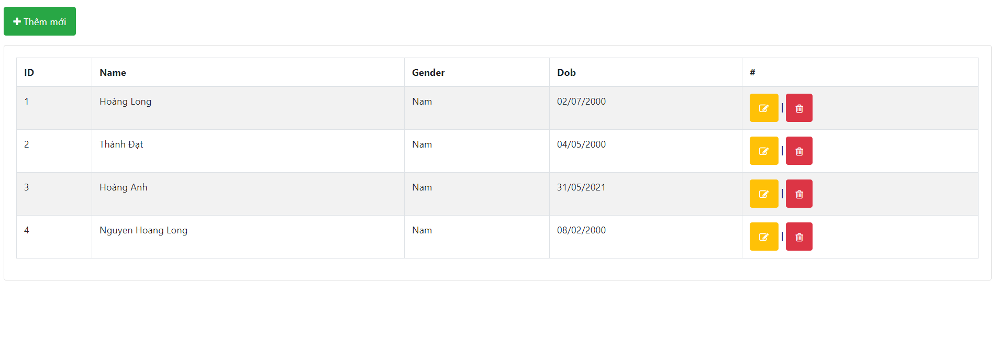 Thêm mới
ID Name Gender Dob #
1 Hoàng Long Nam 02/07/2000 |
2 Thành Đạt Nam 04/05/2000 |
3 Hoàng Anh Nam 31/05/2021 |
4 Nguyen Hoang Long Nam 08/02/2000 |